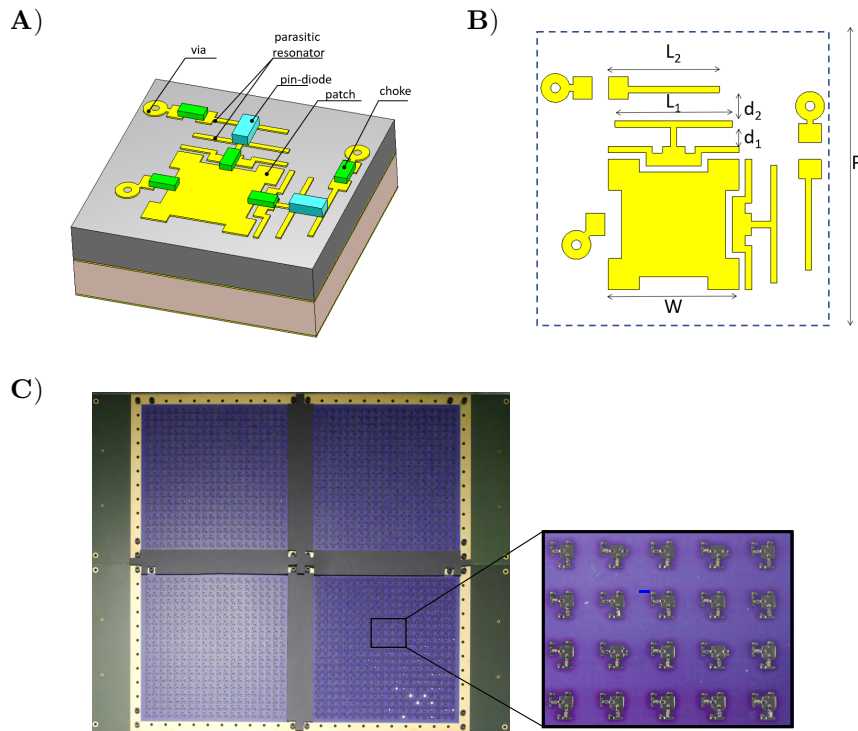 A)
via
parasitic
resonator
pin-diode
patch
choke
B)
L2
L1
d2
d1
W
C)